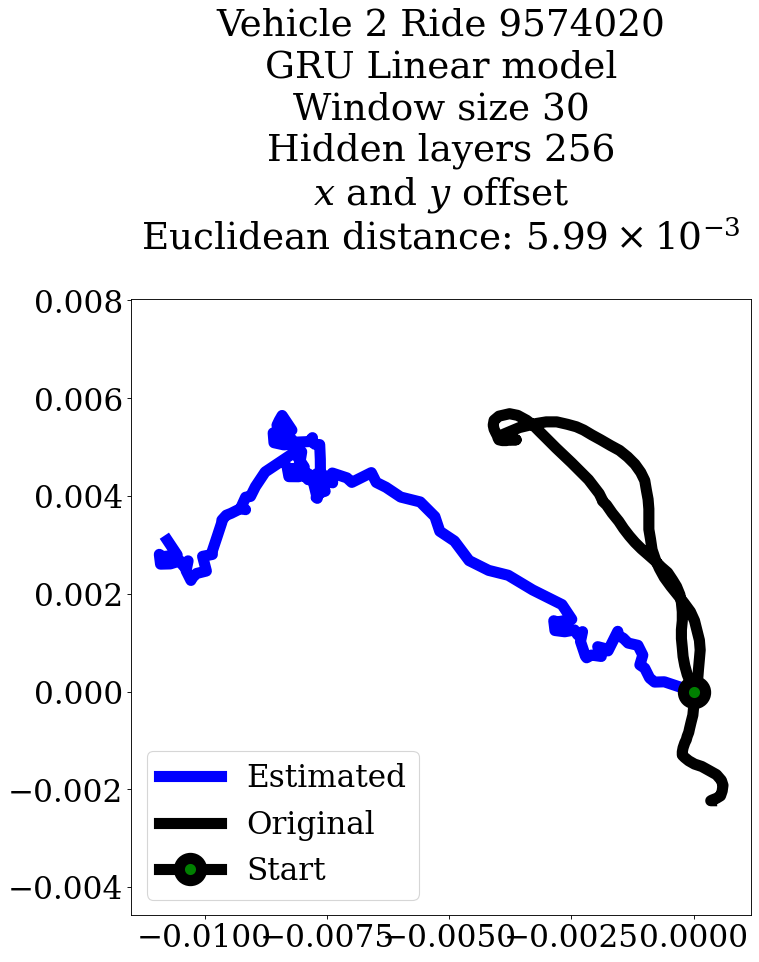 Vehicle 2 Ride 9574020
GRU Linear model
Window size 30
Hidden layers 256
x and y offset
Euclidean distance: 5.99 × 10⁻³
0.008
0.006
0.004
0.002
0.000
−0.002
−0.004
Estimated
Original
Start
−0.0100 −0.0075 −0.0050 −0.0025 0.0000